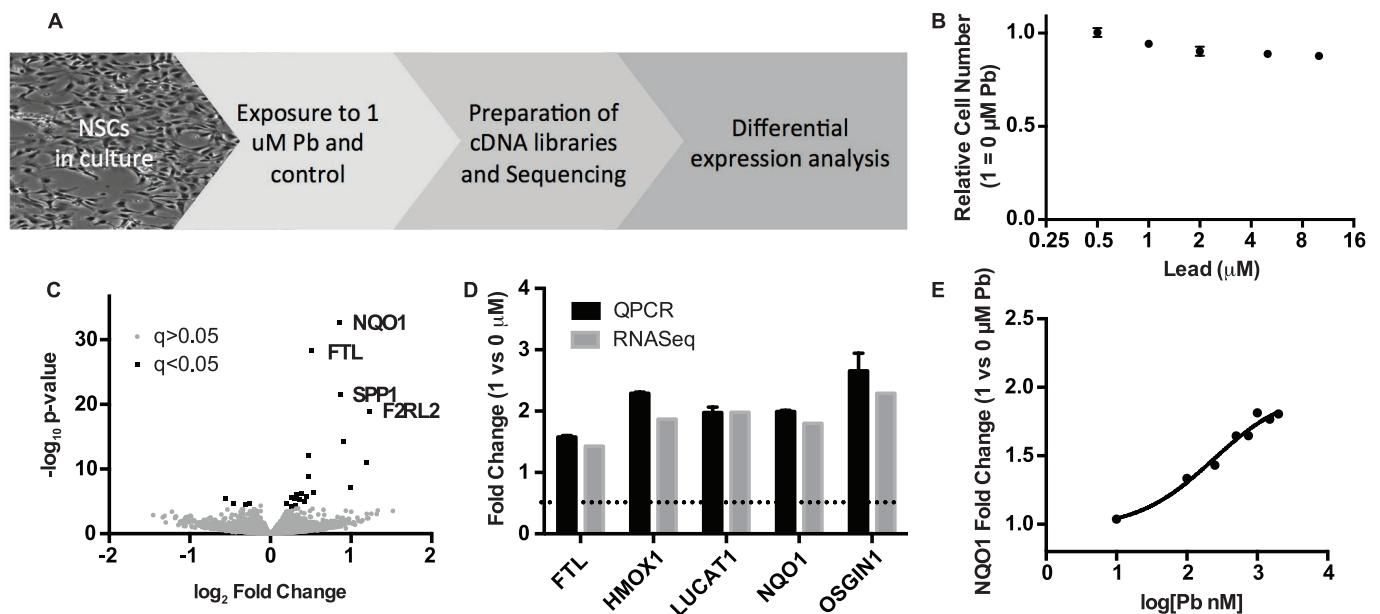 A
NSCs
in culture
Exposure to 1
uM Pb and
control
Preparation of
cDNA libraries
and Sequencing
Differential
expression analysis
B
Relative Cell Number
(1 = 0 μM Pb)
1.0
0.5
1.0
0.25 0.5 1 2 4 8 16
Lead (μM)
C
-log10 p-value
30
20
10
0
q>0.05
q<0.05
NQO1
FTL
SPP1
F2RL2
-2 -1 0 1 2
log2 Fold Change
D
Fold Change (1 vs 0 μM)
4
3
2
1
0
QPCR
RNASeq
FTL
HMOX1
LUCAT1
NQO1
OSGIN1
E
NQO1 Fold Change (1 vs 0 μM Pb)
2.5
2.0
1.5
1.0
0 1 2 3 4
log[Pb nM]